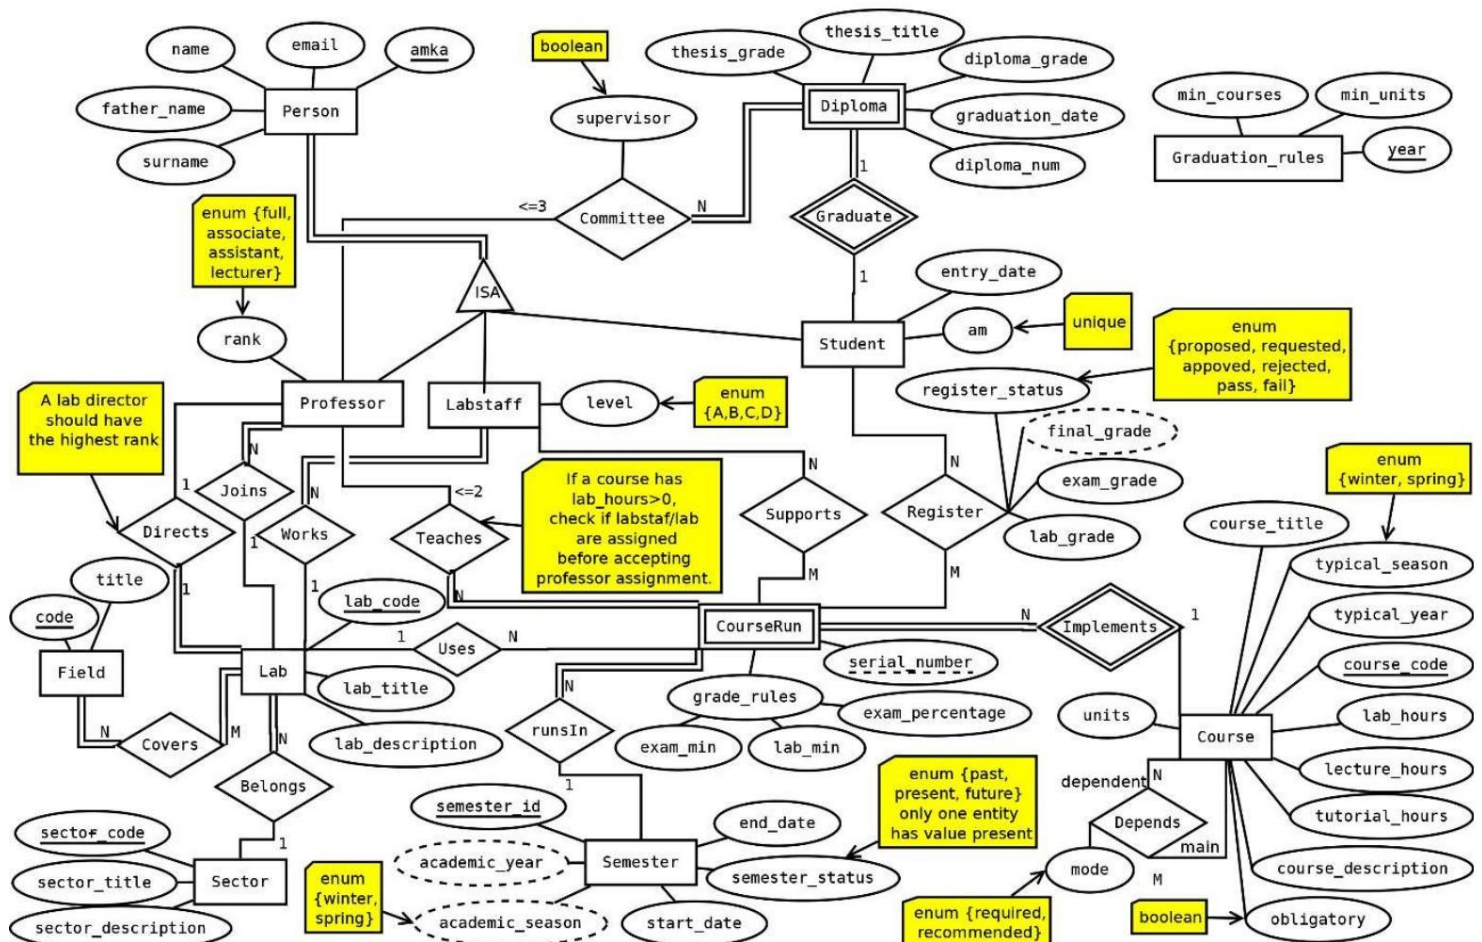 name
email
amka
father_name
Person
surname
boolean
supervisor
thesis_grade
thesis_title
diploma_grade
Diploma
graduation_date
diploma_num
min_courses
min_units
Graduation_rules
year
enum {full,
associate,
assistant,
lecturer}
<=3
Committee
N
1
Graduate
1
ISA
rank
entry_date
am
unique
Student
enum
{proposed, requested,
appoved, rejected,
pass, fail}
register_status
A lab director
should have
the highest rank
Professor
Labstaff
level
enum
{A,B,C,D}
final_grade
exam_grade
lab_grade
enum
{winter, spring}
1
Joins
N
N
<=2
If a course has
lab_hours>0,
check if labstaf/lab
are assigned
before accepting
professor assignment.
N
Supports
M
N
Register
M
Directs
1
1
Works
1
Teaches
N
course_title
typical_season
typical_year
course_code
lab_hours
lecture_hours
tutorial_hours
course_description
obligatory
title
code
Field
lab_code
1
Uses
N
CourseRun
N
Implements
1
serial_number
Lab
lab_title
lab_description
N
Covers
M
N
Belongs
1
N
runsIn
1
grade_rules
exam_percentage
exam_min
lab_min
units
Course
dependent
N
Depends
main
M
mode
enum {required,
recommended}
boolean
enum {past,
present, future}
only one entity
has value present
sector_code
sector_title
sector_description
Sector
enum
{winter,
spring}
semester_id
academic_year
academic_season
Semester
end_date
semester_status
start_date